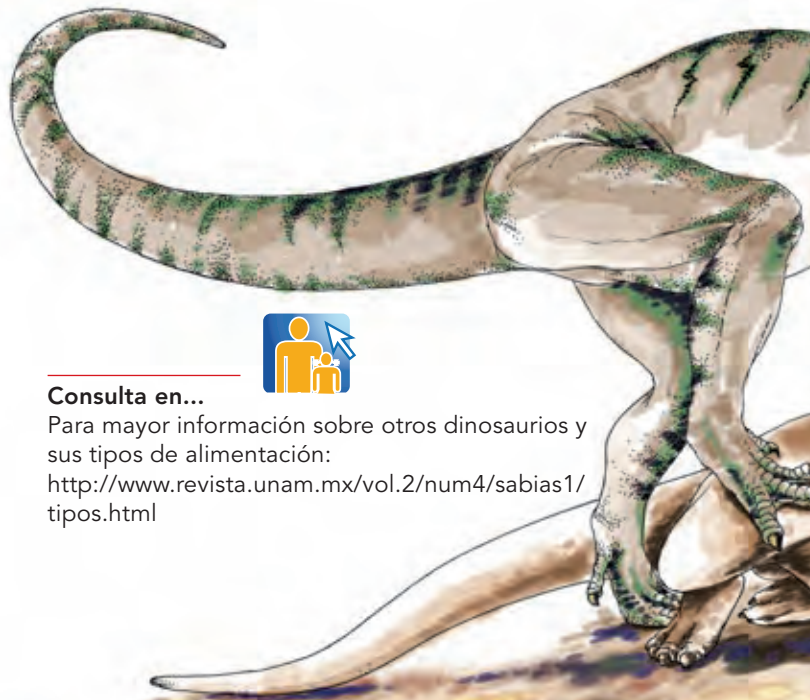 Consulta en...
Para mayor información sobre otros dinosaurios y
sus tipos de alimentación:
http://www.revista.unam.mx/vol.2/num4/sabias1/
tipos.html